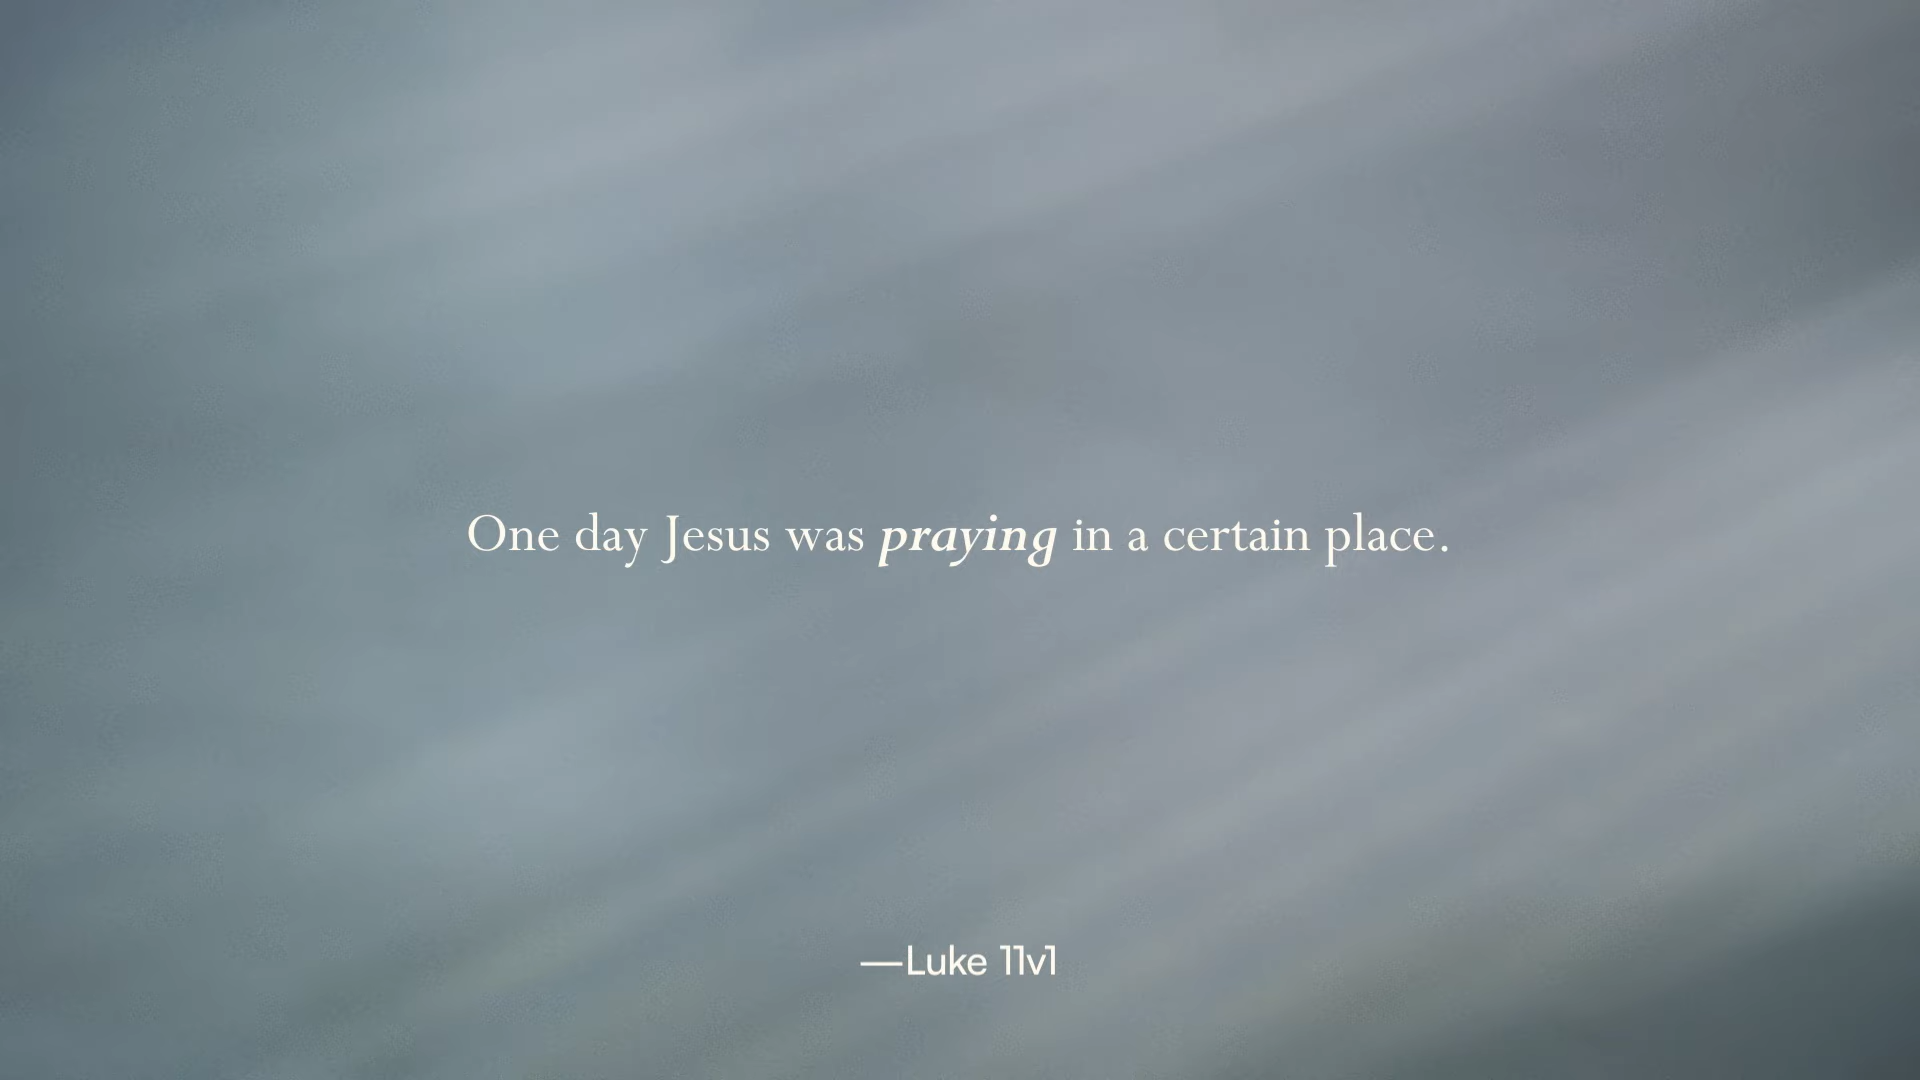 One day Jesus was praying in a certain place.
—Luke 11v1